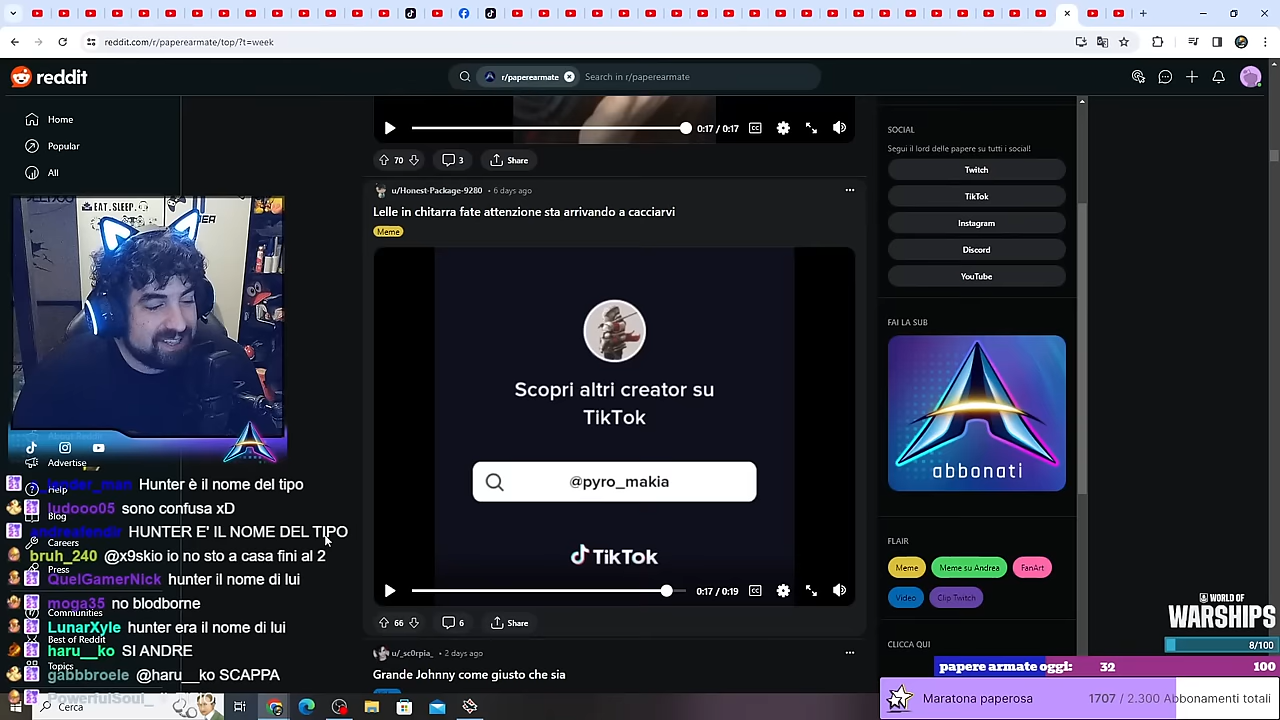 reddit.com/r/paperearmate/top/?t=week
reddit
r/paperearmate
Search in r/paperearmate
Home
Popular
All
0:17 / 0:17
70
3
Share
u/Honest-Package-9280 • 6 days ago
Lelle in chitarra fate attenzione sta arrivando a cacciarvi
Meme
Scopri altri creator su
TikTok
@pyro_makia
TikTok
0:17 / 0:19
66
6
Share
u/_sc0rpia_ • 2 days ago
Grande Johnny come giusto che sia
SOCIAL
Segui il lord delle papere su tutti i social!
Twitch
TikTok
Instagram
Discord
YouTube
FAI LA SUB
abbonati
FLAIR
Meme
Meme su Andrea
FanArt
Video
Clip Twitch
CLICCA QUI
EAT.SLEEP.
Advertise
Help
Blog
Careers
Press
Communities
Best of Reddit
Topics
Hunter è il nome del tipo
ludooo05 sono confusa xD
HUNTER E' IL NOME DEL TIPO
bruh_240 @x9skio io no sto a casa fini al 2
QuelGamerNick hunter il nome di lui
moga35 no blodborne
LunarXyle hunter era il nome di lui
haru__ko SI ANDRE
gabbbroele @haru__ko SCAPPA
PowerfulSoul_
Cerca
WORLD OF
WARSHIPS
8/100
papere armate oggi: 32 100
Maratona paperosa 1707 / 2.300 Abbonamenti totali